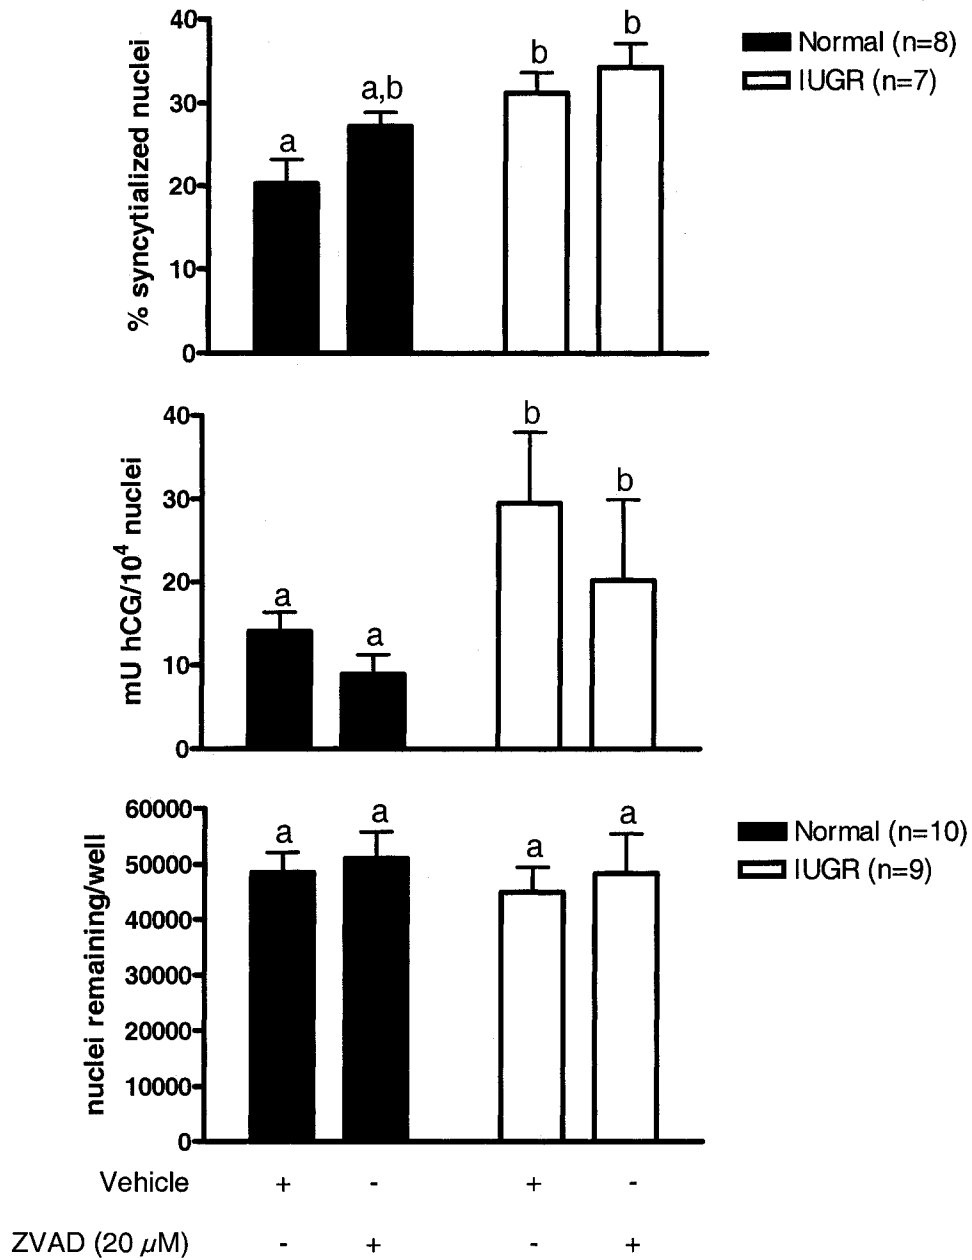 40
30
20
10
0
% syncytialized nuclei
a
a,b
b
b
Normal (n=8)
IUGR (n=7)
40
30
20
10
0
mU hCG/10⁴ nuclei
a
a
b
b
60000
50000
40000
30000
20000
10000
0
nuclei remaining/well
a
a
a
a
Normal (n=10)
IUGR (n=9)
Vehicle + - + -
ZVAD (20 µM) - + - +